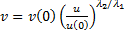 v = v(0) (u / u(0))^{λ₂/λ₁}